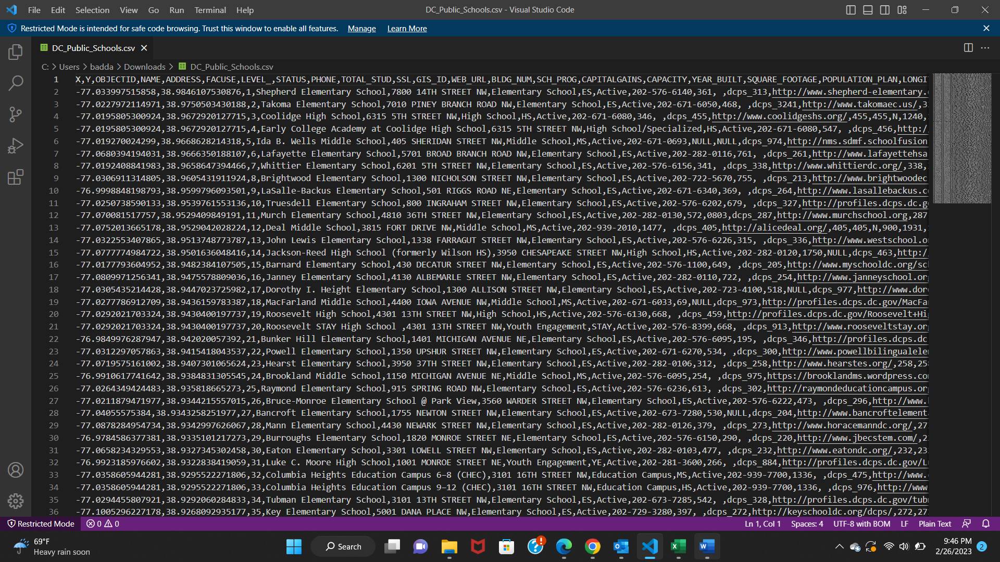 File Edit Selection View Go Run Terminal Help
DC_Public_Schools.csv - Visual Studio Code
Restricted Mode is intended for safe code browsing. Trust this window to enable all features. Manage Learn More
DC_Public_Schools.csv
C: > Users > badda > Downloads > DC_Public_Schools.csv
1 X,Y,OBJECTID,NAME,ADDRESS,FACUSE,LEVEL_,STATUS,PHONE,TOTAL_STUD,SSL,GIS_ID,WEB_URL,BLDG_NUM,SCH_PROG,CAPITALGAINS,CAPACITY,YEAR_BUILT,SQUARE_FOOTAGE,POPULATION_PLAN,LONGI
2 -77.033997515858,38.9846107530876,1,Shepherd Elementary School,7800 14TH STREET NW,Elementary School,ES,Active,202-576-6140,361, ,dcps_313,http://www.shepherd-elementary.
3 -77.0227972114971,38.9750503430188,2,Takoma Elementary School,7010 PINEY BRANCH ROAD NW,Elementary School,ES,Active,202-671-6050,468, ,dcps_3241,http://www.takomaec.us/,3
4 -77.0195805300924,38.9672920127715,3,Coolidge High School,6315 5TH STREET NW,High School,HS,Active,202-671-6080,346, ,dcps_455,http://www.coolidgeshs.org/,455,455,N,1240,
5 -77.0195805300924,38.9672920127715,4,Early College Academy at Coolidge High School,6315 5TH STREET NW,High School/Specialized,HS,Active,202-671-6080,547, ,dcps_456,http:/
6 -77.019270024299,38.9668628214318,5,Ida B. Wells Middle School,405 SHERIDAN STREET NW,Middle School,MS,Active,202-671-0693,NULL,NULL,dcps_974,http://nms.sdmf.schoolfusion
7 -77.0680394194031,38.9666350188107,6,Lafayette Elementary School,5701 BROAD BRANCH ROAD NW,Elementary School,ES,Active,202-282-0116,761, ,dcps_261,http://www.lafayettehsa
8 -77.0192408841983,38.9658647394466,7,Whittier Elementary School,6201 5TH STREET NW,Elementary School,ES,Active,202-576-6156,341, ,dcps_338,http://www.whittierdc.org/,338,
9 -77.0306911314805,38.9605431911924,8,Brightwood Elementary School,1300 NICHOLSON STREET NW,Elementary School,ES,Active,202-722-5670,755, ,dcps_213,http://www.brightwoodec
10 -76.9998848198793,38.9599796093501,9,LaSalle-Backus Elementary School,501 RIGGS ROAD NE,Elementary School,ES,Active,202-671-6340,369, ,dcps_264,http://www.lasallebackus.c
11 -77.0250738590133,38.9539761553136,10,Truesdell Elementary School,800 INGRAHAM STREET NW,Elementary School,ES,Active,202-576-6202,679, ,dcps_327,http://profiles.dcps.dc.g
12 -77.070081517757,38.9529409849191,11,Murch Elementary School,4810 36TH STREET NW,Elementary School,ES,Active,202-282-0130,572,0803,dcps_287,http://www.murchschool.org,287
13 -77.0752013665178,38.9529042028224,12,Deal Middle School,3815 FORT DRIVE NW,Middle School,MS,Active,202-939-2010,1477, ,dcps_405,http://alicedeal.org/,405,405,N,900,1931,
14 -77.0322553407865,38.9513748773787,13,John Lewis Elementary School,1338 FARRAGUT STREET NW,Elementary School,ES,Active,202-576-6226,315, ,dcps_336,http://www.westschool.o
15 -77.0777774984722,38.9501636048416,14,Jackson-Reed High School (formerly Wilson HS),3950 CHESAPEAKE STREET NW,High School,HS,Active,202-282-0120,1750,NULL,dcps_463,http:/
16 -77.0177793604952,38.9482384107505,15,Barnard Elementary School,430 DECATUR STREET NW,Elementary School,ES,Active,202-576-1100,649, ,dcps_205,http://www.myschooldc.org/sc
17 -77.0809971256341,38.9475578809036,16,Janney Elementary School,4130 ALBEMARLE STREET NW,Elementary School,ES,Active,202-282-0110,722, ,dcps_254,http://www.janneyschool.or
18 -77.0305435214428,38.9447023725982,17,Dorothy I. Height Elementary School,1300 ALLISON STREET NW,Elementary School,ES,Active,202-723-4100,518,NULL,dcps_977,http://www.dor
19 -77.0277786912709,38.9436159783387,18,MacFarland Middle School,4400 IOWA AVENUE NW,Middle School,MS,Active,202-671-6033,69,NULL,dcps_973,http://profiles.dcps.dc.gov/MacFa
20 -77.0292021703324,38.9430400197737,19,Roosevelt High School,4301 13TH STREET NW,High School,HS,Active,202-576-6130,668, ,dcps_459,http://profiles.dcps.dc.gov/Roosevelt+Hi
21 -77.0292021703324,38.9430400197737,20,Roosevelt STAY High School ,4301 13TH STREET NW,Youth Engagement,STAY,Active,202-576-8399,668, ,dcps_913,http://www.rooseveltstay.or
22 -76.9849976287947,38.942020057392,21,Bunker Hill Elementary School,1401 MICHIGAN AVENUE NE,Elementary School,ES,Active,202-576-6095,195, ,dcps_346,http://profiles.dcps.dc
23 -77.0312297057863,38.9415418043537,22,Powell Elementary School,1350 UPSHUR STREET NW,Elementary School,ES,Active,202-671-6270,534, ,dcps_300,http://www.powellbilingualele
24 -77.0719575161002,38.9407301065624,23,Hearst Elementary School,3950 37TH STREET NW,Elementary School,ES,Active,202-282-0106,312, ,dcps_258,http://www.hearstes.org/,258,25
25 -76.9910617741642,38.9384831305545,24,Brookland Middle School,1150 MICHIGAN AVENUE NE,Middle School,MS,Active,202-576-6095,254, ,dcps_975,https://brooklandms.wordpress.co
26 -77.0264349424483,38.935818665273,25,Raymond Elementary School,915 SPRING ROAD NW,Elementary School,ES,Active,202-576-6236,613, ,dcps_302,http://raymondeducationcampus.or
27 -77.0211879471977,38.9344215557015,26,Bruce-Monroe Elementary School @ Park View,3560 WARDER STREET NW,Elementary School,ES,Active,202-576-6222,473, ,dcps_296,http://www.
28 -77.04055575384,38.9343258251977,27,Bancroft Elementary School,1755 NEWTON STREET NW,Elementary School,ES,Active,202-673-7280,530,NULL,dcps_204,http://www.bancroftelement
29 -77.0878284954734,38.9342997626067,28,Mann Elementary School,4430 NEWARK STREET NW,Elementary School,ES,Active,202-282-0126,379, ,dcps_273,http://www.horacemanndc.org/,27
30 -76.9784586377381,38.9335101217273,29,Burroughs Elementary School,1820 MONROE STREET NE,Elementary School,ES,Active,202-576-6150,290, ,dcps_220,http://www.jbecstem.com/,2
31 -77.0658234329553,38.9327345302458,30,Eaton Elementary School,3301 LOWELL STREET NW,Elementary School,ES,Active,202-282-0103,477, ,dcps_232,http://www.eatondc.org/,232,23
32 -76.9923185976602,38.9322838419059,31,Luke C. Moore High School,1001 MONROE STREET NE,Youth Engagement,YE,Active,202-281-3600,266, ,dcps_884,http://profiles.dcps.dc.gov/L
33 -77.0358605944281,38.9295522271806,32,Columbia Heights Education Campus 6–8 (CHEC),3101 16TH STREET NW,Education Campus,MS,Active,202-939-7700,1336, ,dcps_475,http://www.
34 -77.0358605944281,38.9295522271806,33,Columbia Heights Education Campus 9–12 (CHEC),3101 16TH STREET NW,Education Campus,HS,Active,202-939-7700,1336, ,dcps_976,http://www
35 -77.0294455807921,38.9292060284833,34,Tubman Elementary School,3101 13TH STREET NW,Elementary School,ES,Active,202-673-7285,542, ,dcps_328,http://profiles.dcps.dc.gov/tub
36 -77.1005296227178,38.9268092935177,35,Key Elementary School,5001 DANA PLACE NW,Elementary School,ES,Active,202-729-3280,397, ,dcps_272,http://keyschooldc.org/dcps/,272,27
Restricted Mode 0 0 Ln 1, Col 1 Spaces: 4 UTF-8 with BOM LF Plain Text
69°F
Heavy rain soon
Search
9:46 PM
2/26/2023
2